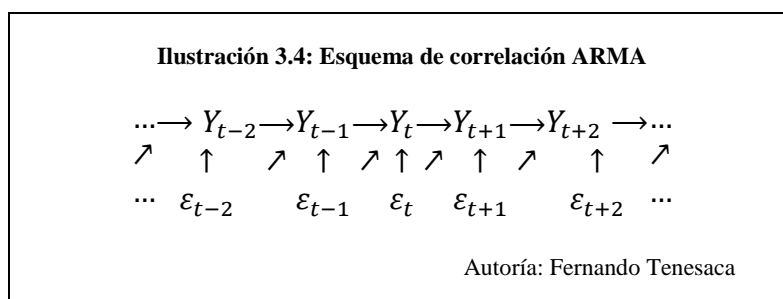 Ilustración 3.4: Esquema de correlación ARMA
...→ Y_{t−2} →Y_{t−1} →Y_t →Y_{t+1} →Y_{t+2} →...
↗ ↑ ↗ ↑ ↗ ↑ ↗ ↑ ↗ ↑ ↗
... ε_{t−2} ε_{t−1} ε_t ε_{t+1} ε_{t+2} ...
Autoría: Fernando Tenesaca